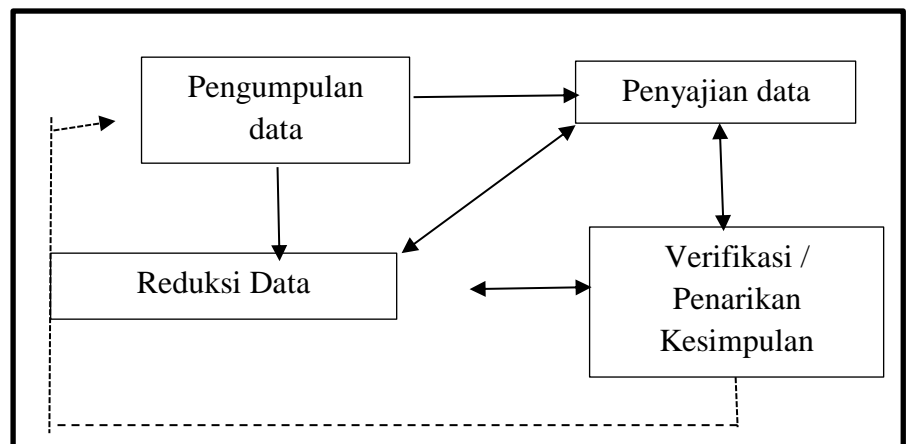 Pengumpulan
data
Penyajian data
Reduksi Data
Verifikasi /
Penarikan
Kesimpulan